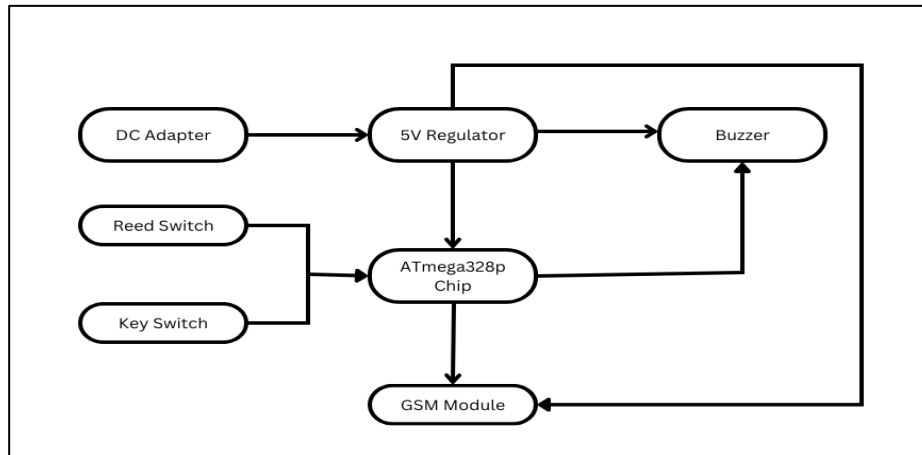 DC Adapter
5V Regulator
Buzzer
Reed Switch
ATmega328p
Chip
Key Switch
GSM Module